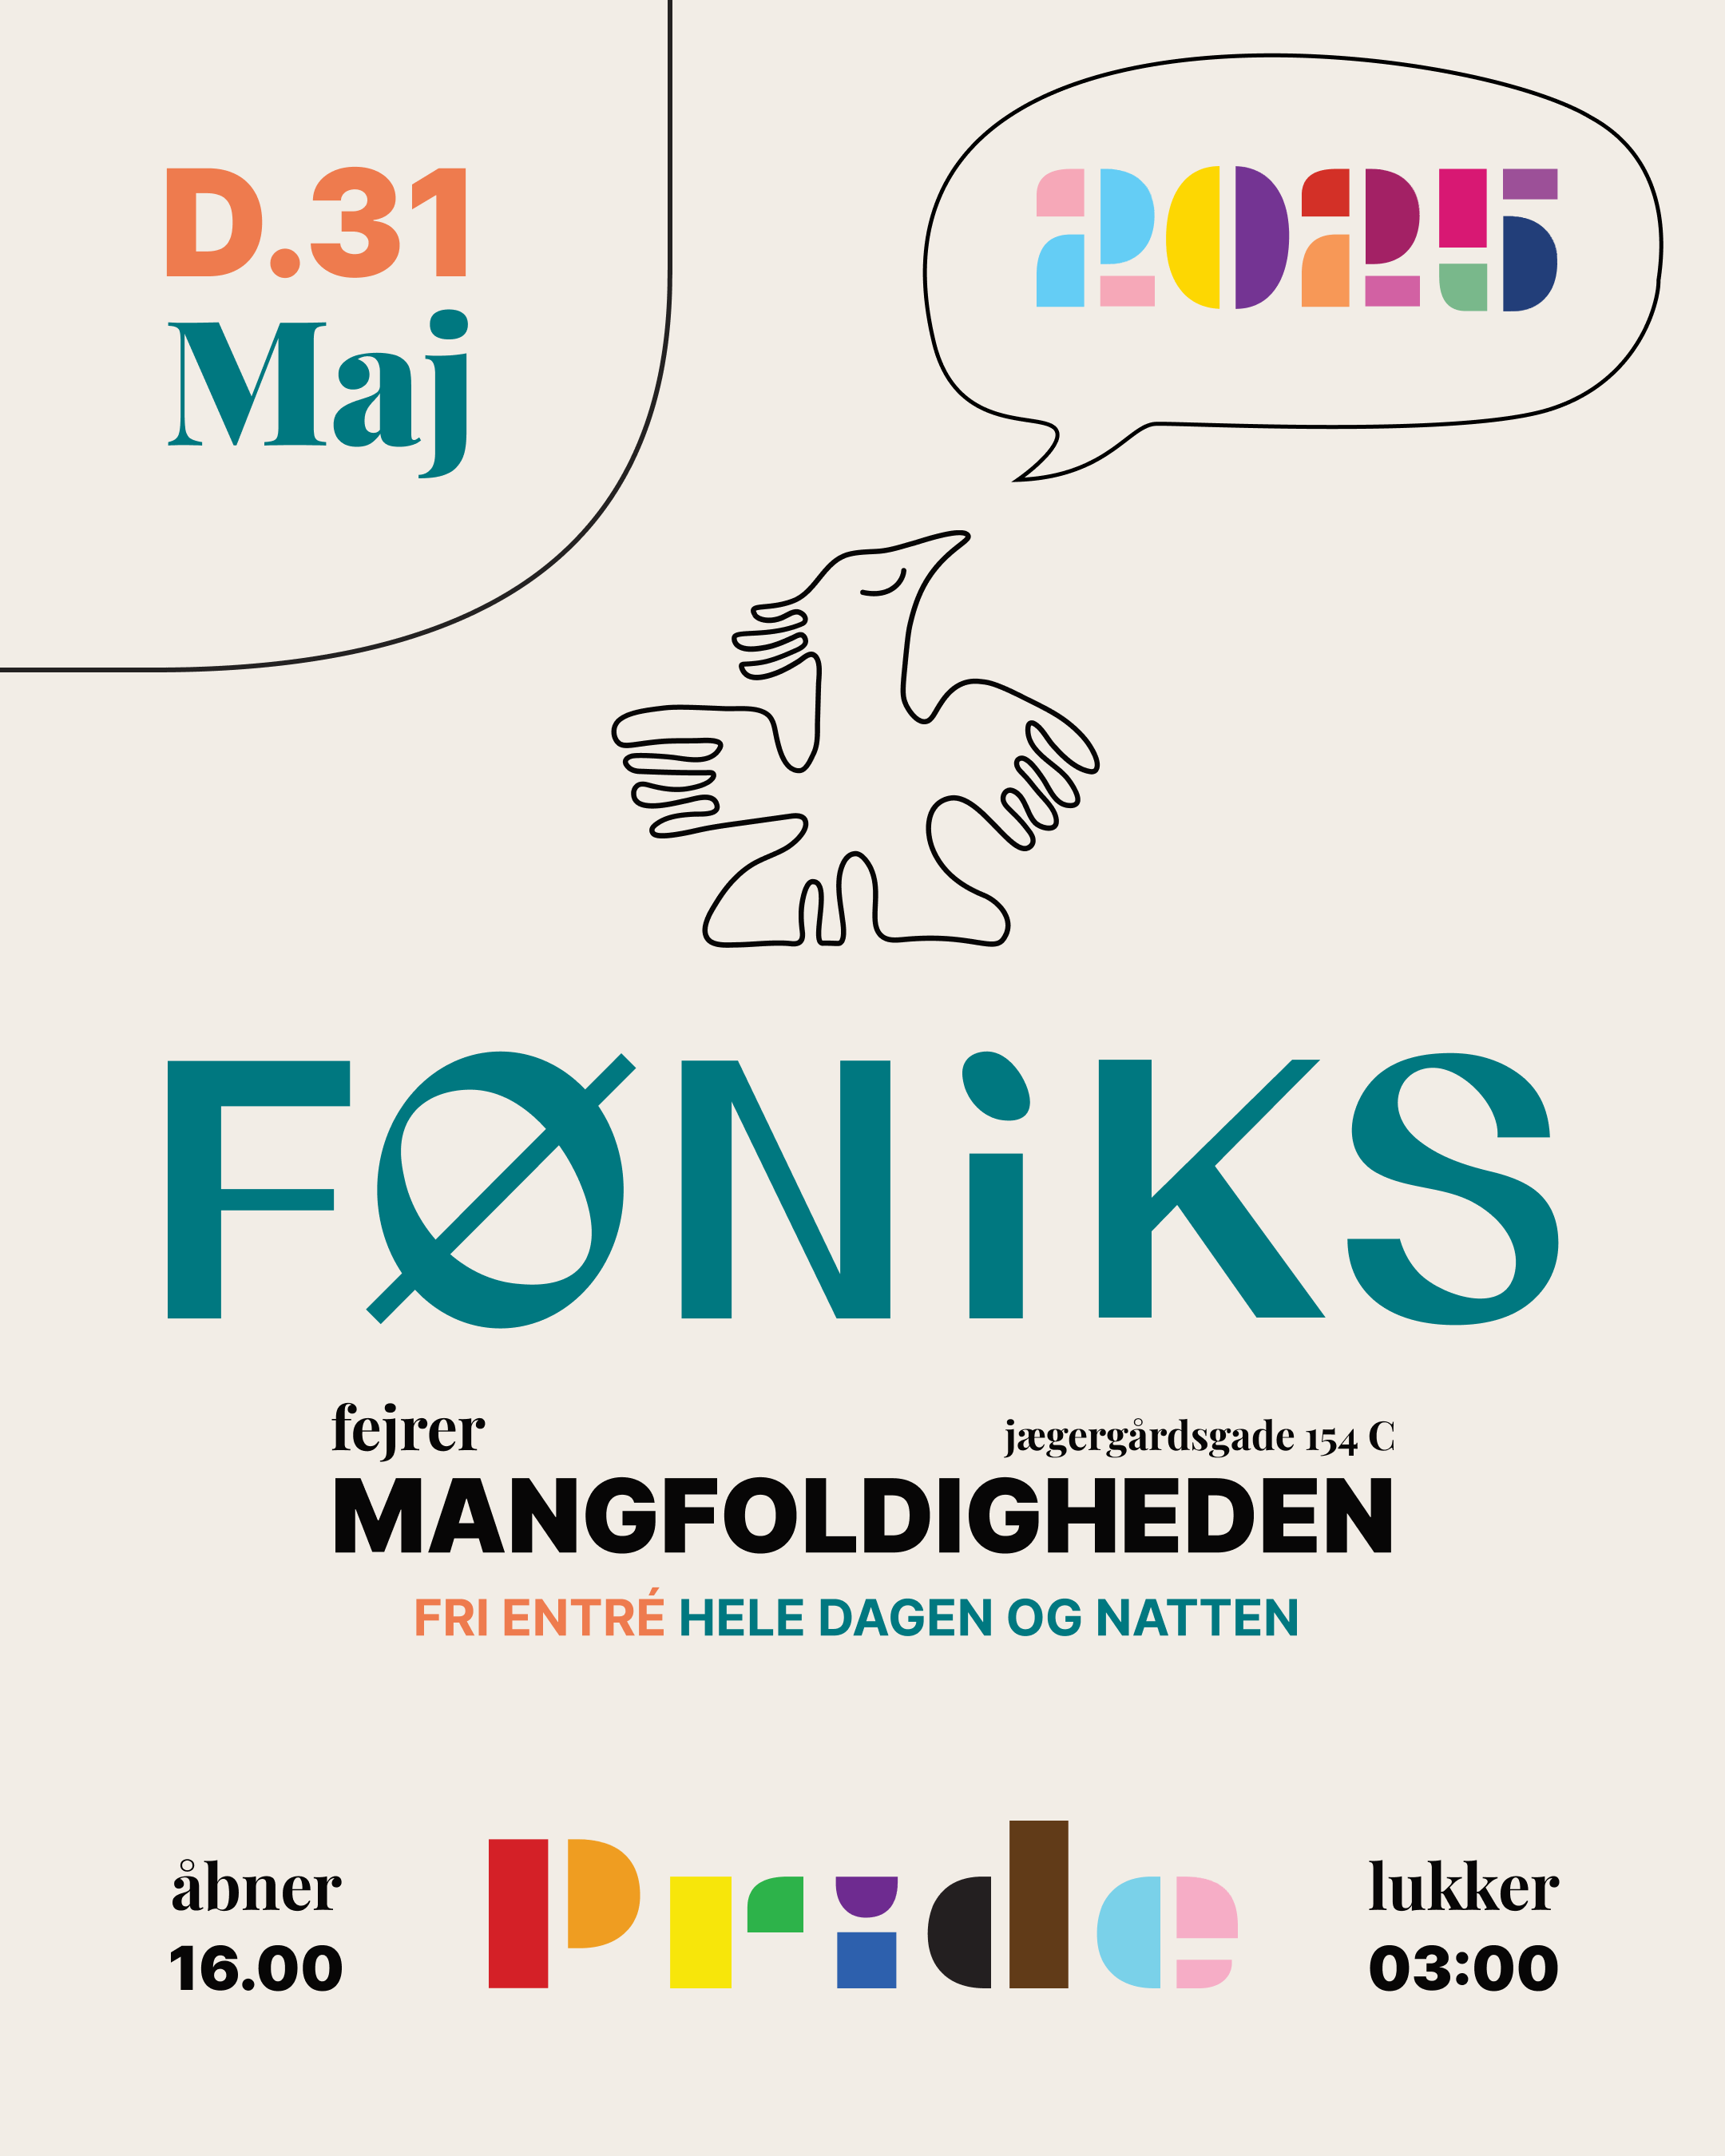 D.31
Maj
2025
FØNiKS
fejrer
jægergårdsgade 154 C
MANGFOLDIGHEDEN
FRI ENTRÉ HELE DAGEN OG NATTEN
åbner
16.00
Pride
lukker
03:00